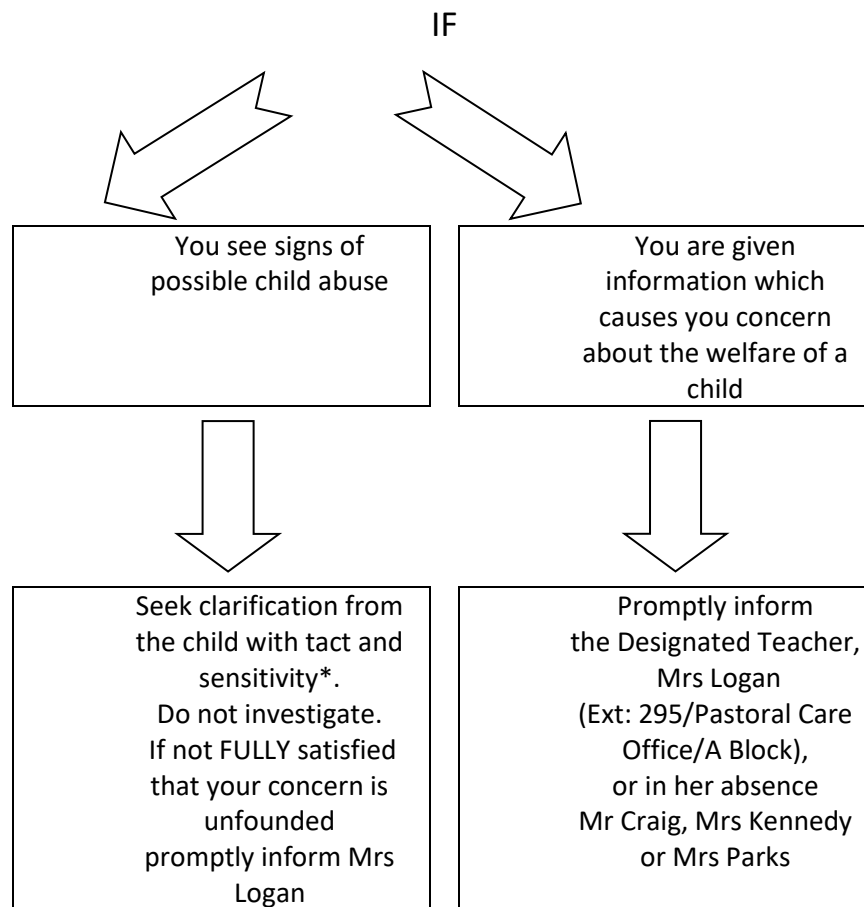 IF
You see signs of
possible child abuse
You are given
information which
causes you concern
about the welfare of a
child
Seek clarification from
the child with tact and
sensitivity*.
Do not investigate.
If not FULLY satisfied
that your concern is
unfounded
promptly inform Mrs
Logan
Promptly inform
the Designated Teacher,
Mrs Logan
(Ext: 295/Pastoral Care
Office/A Block),
or in her absence
Mr Craig, Mrs Kennedy
or Mrs Parks